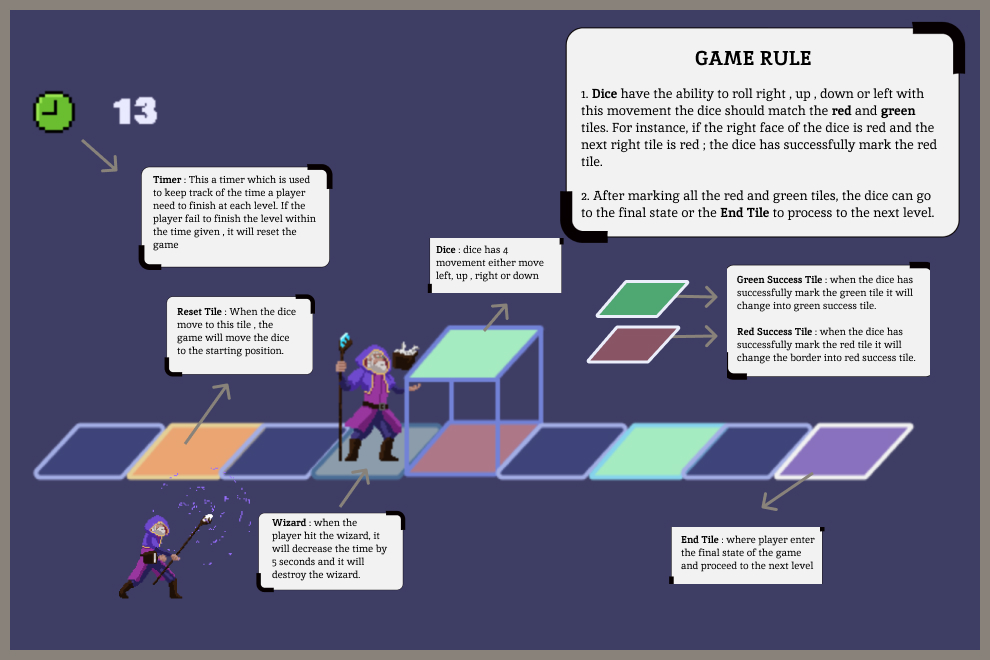 GAME RULE
1. Dice have the ability to roll right , up , down or left with
this movement the dice should match the red and green
tiles. For instance, if the right face of the dice is red and the
next right tile is red ; the dice has successfully mark the red
tile.
2. After marking all the red and green tiles, the dice can go
to the final state or the End Tile to process to the next level.
13
Timer : This a timer which is used
to keep track of the time a player
need to finish at each level. If the
player fail to finish the level within
the time given , it will reset the
game
Dice : dice has 4
movement either move
left, up , right or down
Green Success Tile : when the dice has
successfully mark the green tile it will
change into green success tile.
Red Success Tile : when the dice has
successfully mark the red tile it will
change the border into red success tile.
Reset Tile : When the dice
move to this tile , the
game will move the dice
to the starting position.
Wizard : when the
player hit the wizard, it
will decrease the time by
5 seconds and it will
destroy the wizard.
End Tile : where player enter
the final state of the game
and proceed to the next level